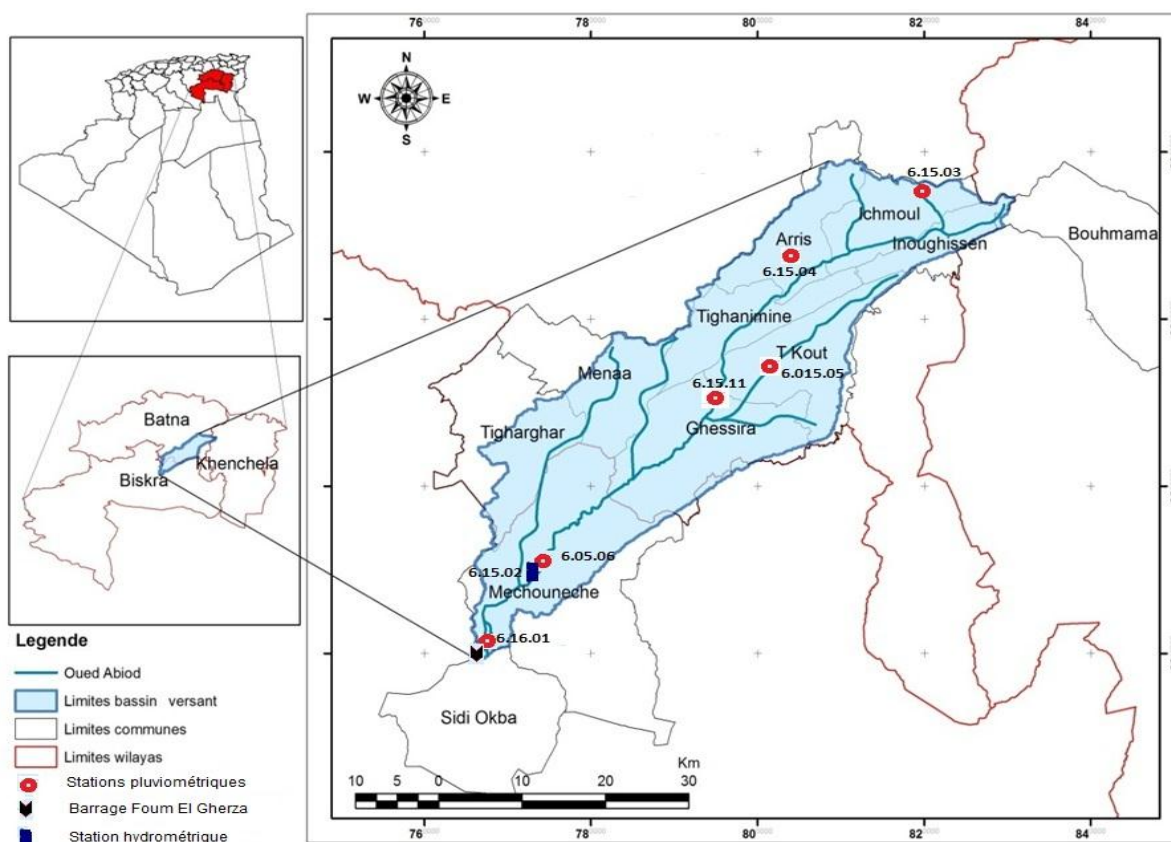 76
78
80
82
84
N
W E
S
6.15.03
Ichmoul
Bouhmama
Arris
Inoughissen
6.15.04
Tighanimine
T Kout
6.015.05
Menaa
6.15.11
Tigharghar
Ghessira
6.05.06
6.15.02
Mechouneche
6.16.01
Sidi Okba
Km
10 5 0 10 20 30
76
78
80
82
84
Batna
Khenchela
Biskra
Legende
Oued Abiod
Limites bassin versant
Limites communes
Limites wilayas
Stations pluviométriques
Barrage Foum El Gherza
Station hydrométrique